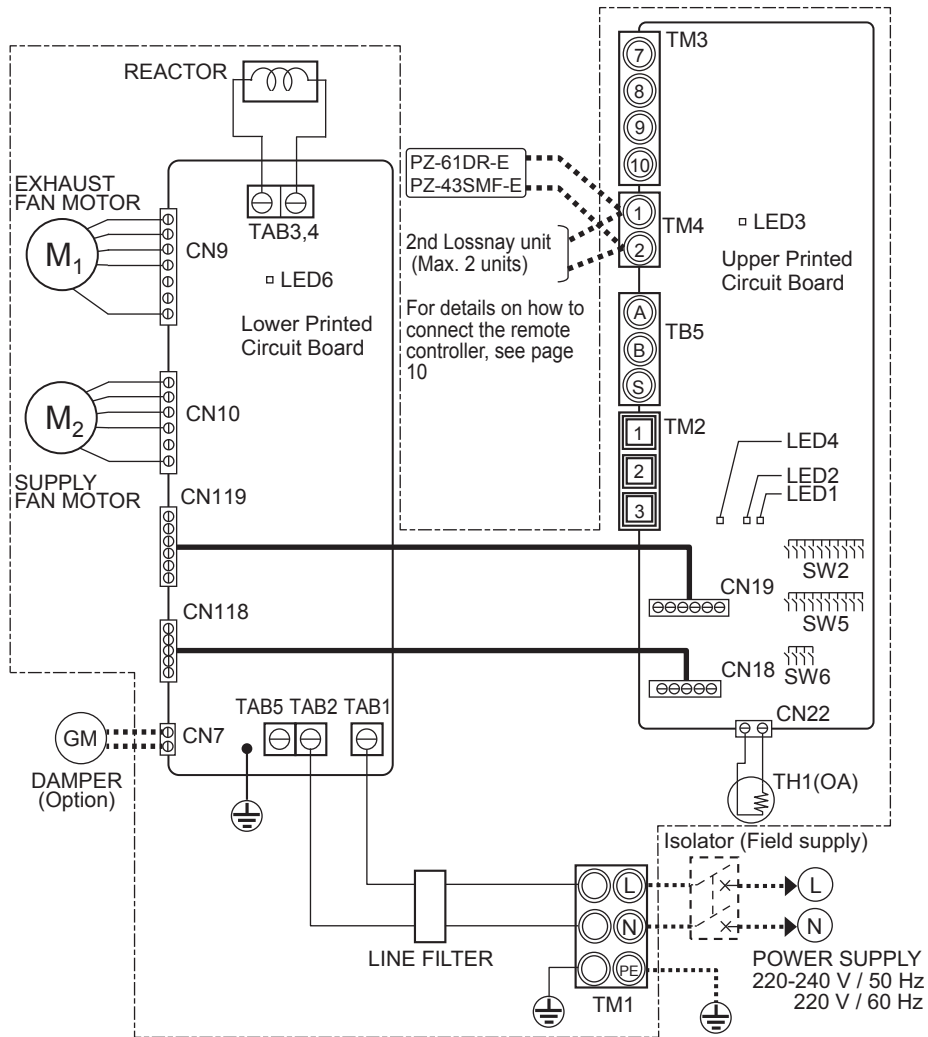 REACTOR
TM3
7
8
9
10
EXHAUST
FAN MOTOR
M1
CN9
TAB3,4
LED6
Lower Printed
Circuit Board
PZ-61DR-E
PZ-43SMF-E
1
2
TM4
LED3
2nd Lossnay unit
(Max. 2 units)
Upper Printed
Circuit Board
For details on how to
connect the remote
controller, see page
10
A
B
S
TB5
M2
CN10
SUPPLY
FAN MOTOR
1
2
3
TM2
LED4
LED2
LED1
CN119
CN19
SW2
SW5
CN118
CN18
SW6
CN22
TAB5 TAB2 TAB1
GM
CN7
DAMPER
(Option)
TH1(OA)
Isolator (Field supply)
L
L
N
N
LINE FILTER
PE
TM1
POWER SUPPLY
220-240 V / 50 Hz
220 V / 60 Hz